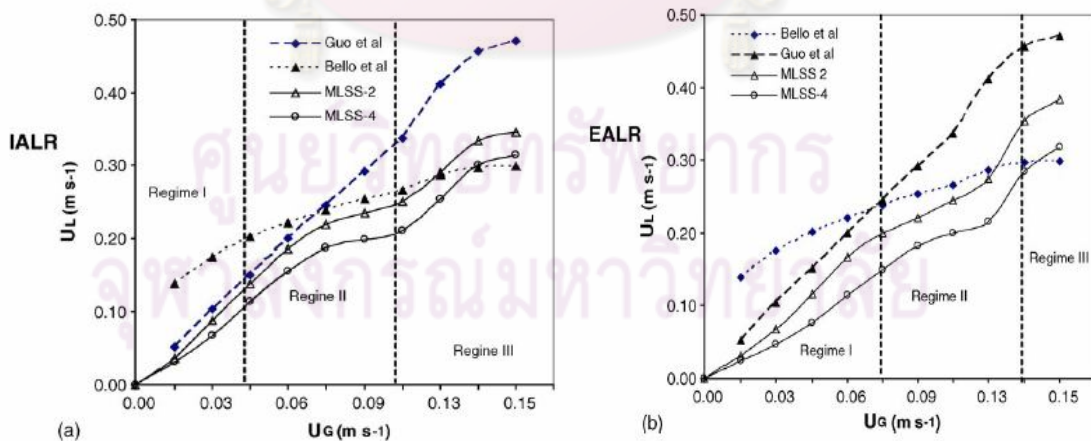 0.50
0.40
0.30
0.20
0.10
0.00
IALR
UL (m s-1)
Guo et al
Bello et al
MLSS-2
MLSS-4
Regime I
Regine II
Regine III
0.00 0.03 0.06 0.09 0.13 0.15
(a)
UG (m s-1)
0.50
0.40
0.30
0.20
0.10
0.00
EALR
UL (m s-1)
Bello et al
Guo et al
MLSS 2
MLSS-4
Regime I
Regime II
Regime III
0.00 0.03 0.06 0.09 0.13 0.15
(b)
UG (m s-1)
ศูนย์วิทยทรัพยากร
จุฬาลงกรณ์มหาวิทยาลัย